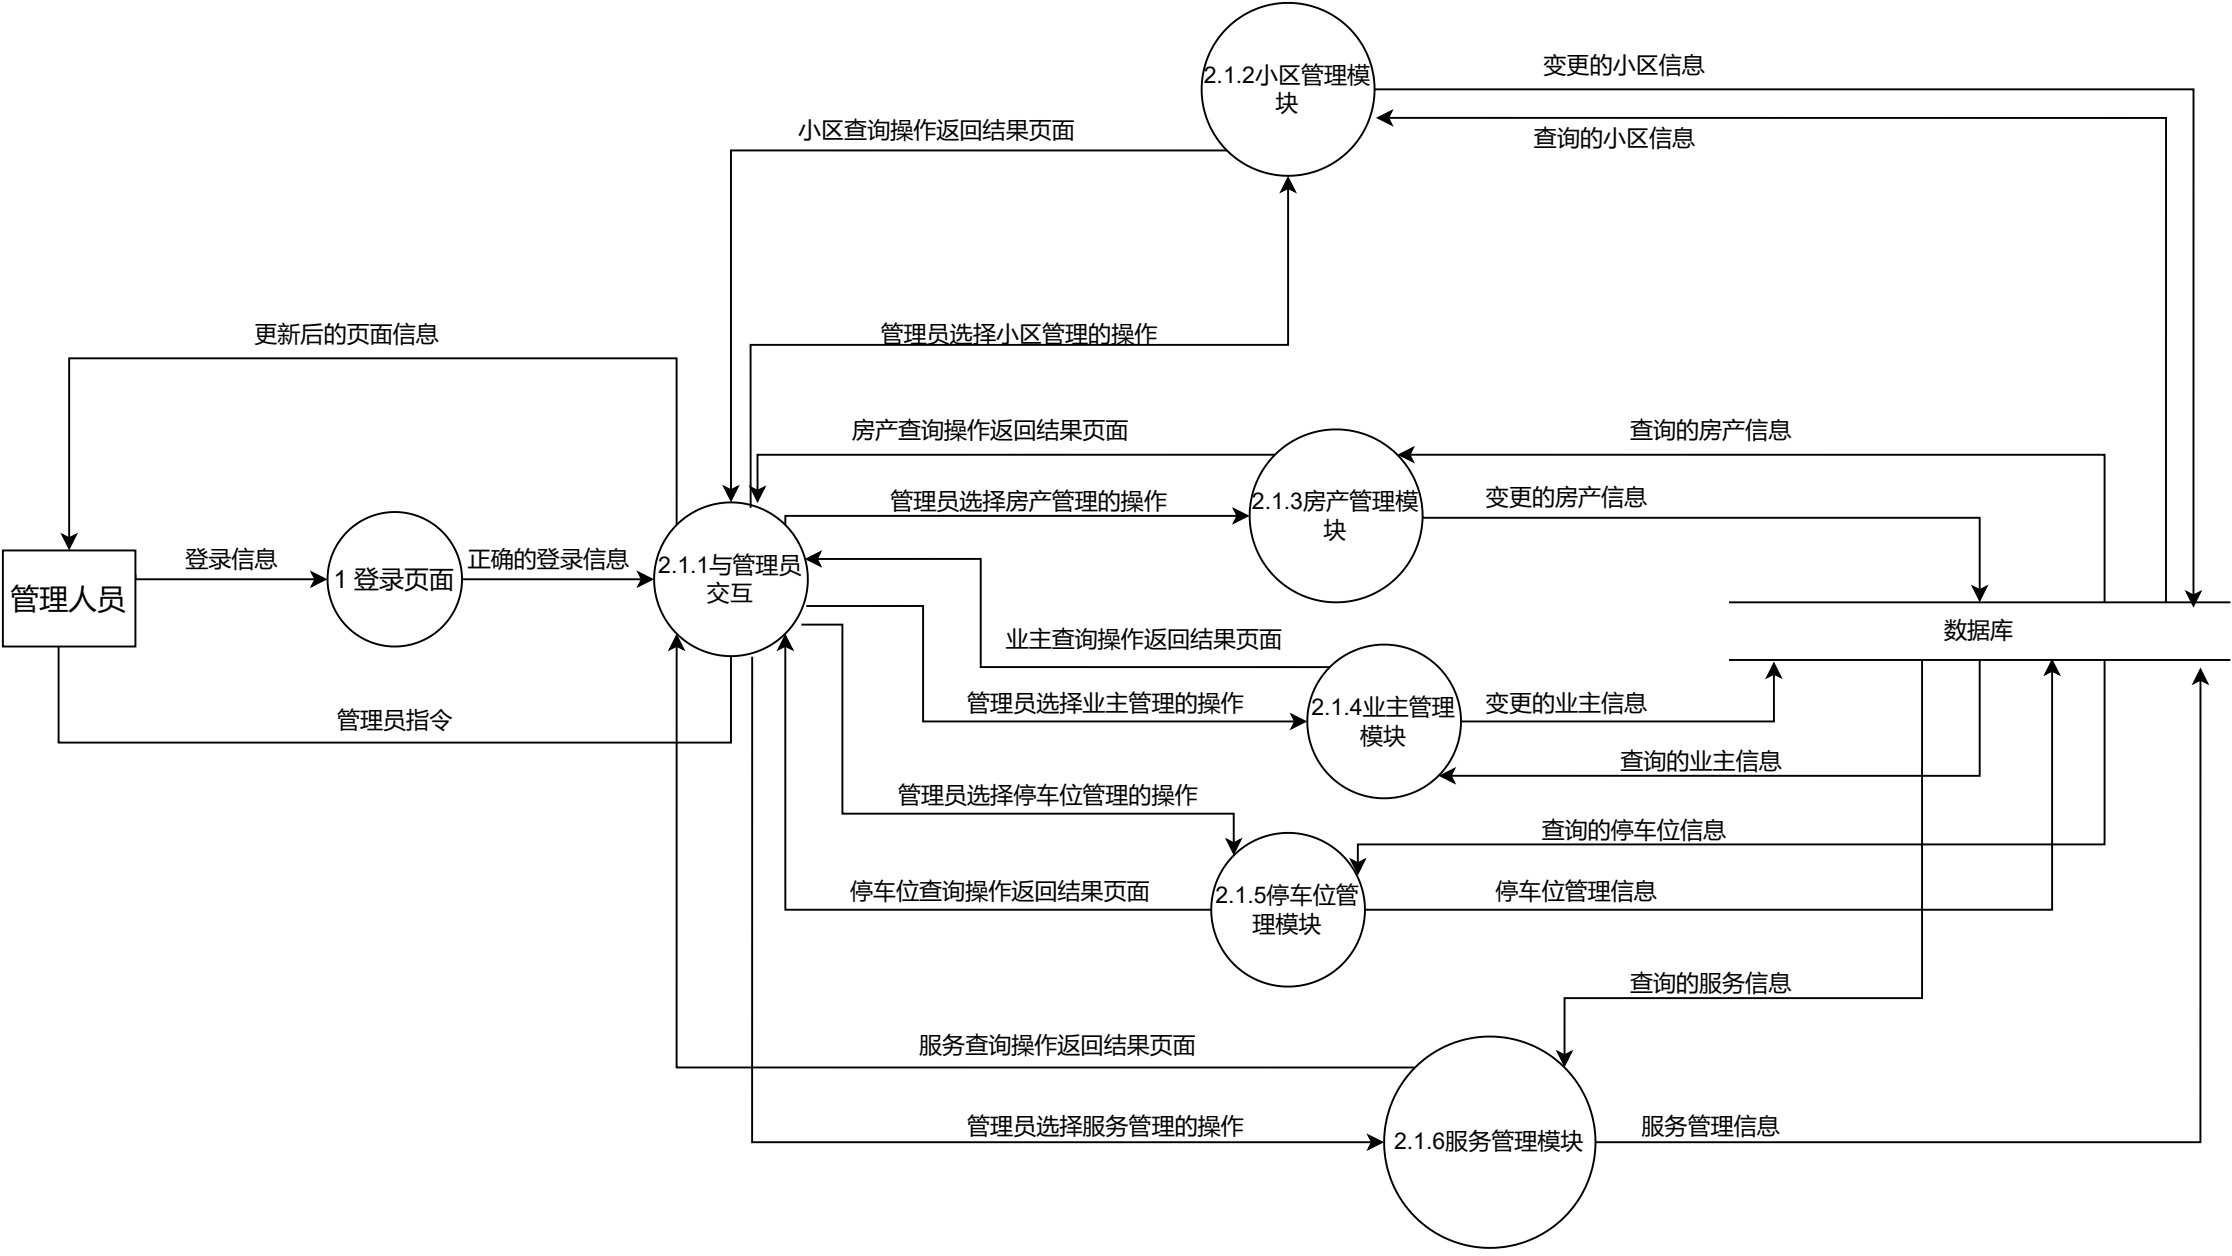 变更的小区信息
2.1.2小区管理模
块
小区查询操作返回结果页面
查询的小区信息
更新后的页面信息
管理员选择小区管理的操作
房产查询操作返回结果页面
查询的房产信息
管理员选择房产管理的操作
2.1.3房产管理模
块
变更的房产信息
登录信息
正确的登录信息
管理人员
1 登录页面
2.1.1与管理员
交互
数据库
业主查询操作返回结果页面
管理员指令
管理员选择业主管理的操作
2.1.4业主管理
模块
变更的业主信息
查询的业主信息
管理员选择停车位管理的操作
查询的停车位信息
停车位查询操作返回结果页面
2.1.5停车位管
理模块
停车位管理信息
查询的服务信息
服务查询操作返回结果页面
管理员选择服务管理的操作
2.1.6服务管理模块
服务管理信息